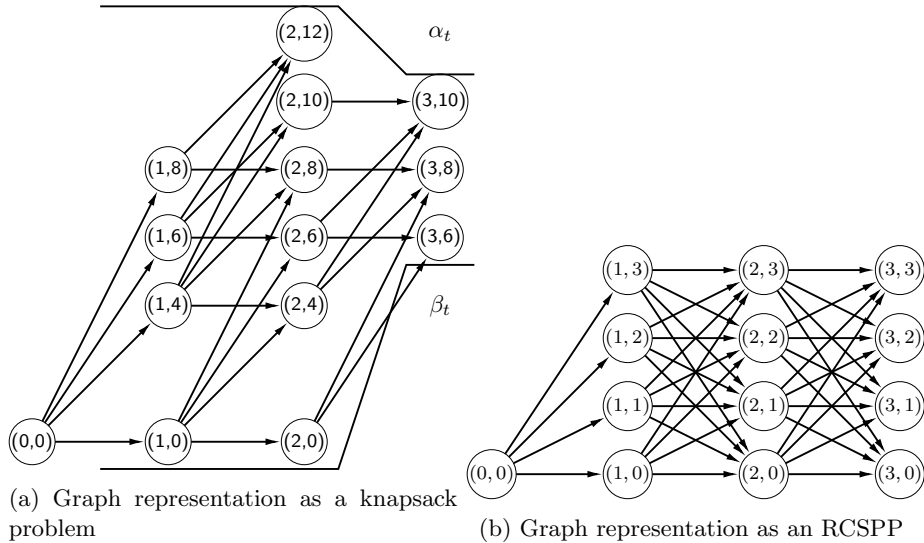 (2,12)
α_t
(2,10) (3,10)
(1,8) (2,8) (3,8)
(1,6) (2,6) (3,6)
(1,4) (2,4) β_t
(0,0) (1,0) (2,0)
(a) Graph representation as a knapsack
problem
(1, 3) (2, 3) (3, 3)
(1, 2) (2, 2) (3, 2)
(1, 1) (2, 1) (3, 1)
(0, 0) (1, 0) (2, 0) (3, 0)
(b) Graph representation as an RCSPP